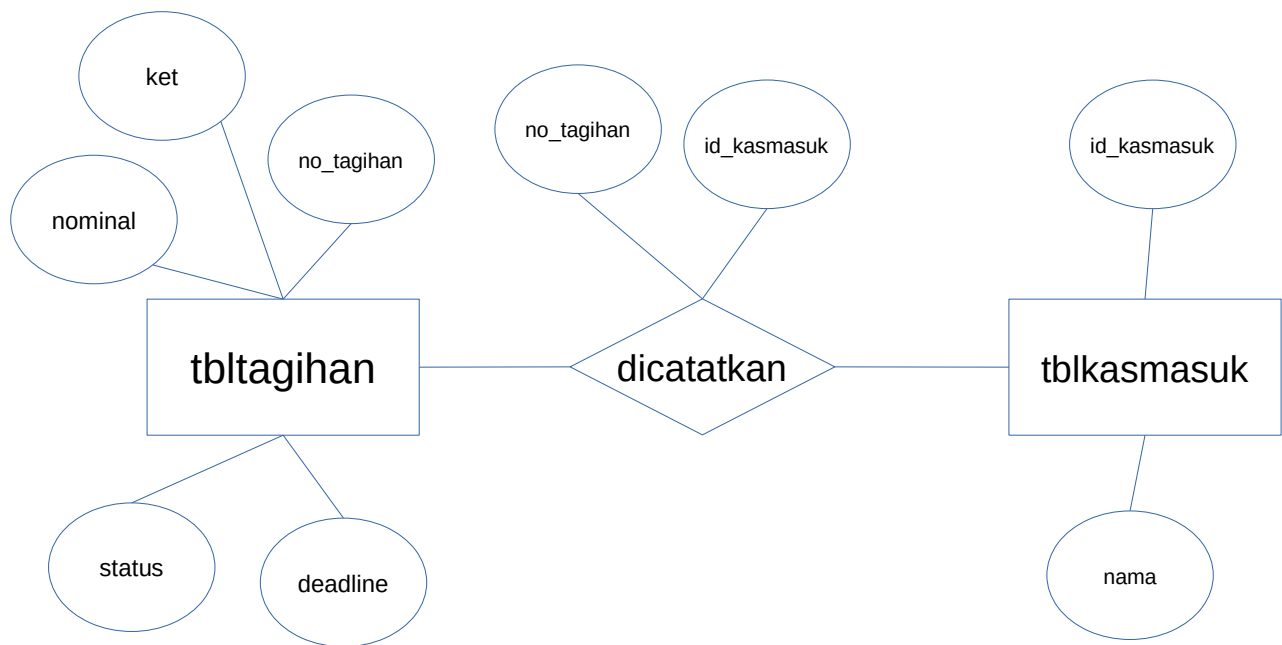 ket
no_tagihan
nominal
no_tagihan
id_kasmasuk
id_kasmasuk
tbltagihan
dicatatkan
tblkasmasuk
status
deadline
nama